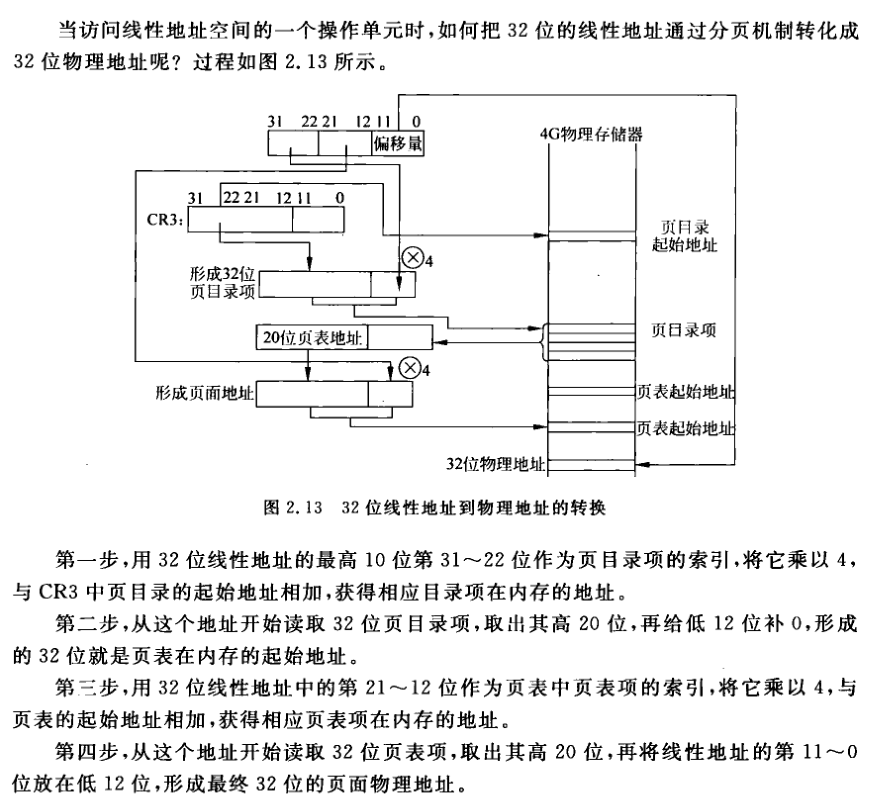 当访问线性地址空间的一个操作单元时,如何把 32 位的线性地址通过分页机制转化成
32 位物理地址呢? 过程如图 2.13 所示。
31 22 21 12 11 0
偏移量
4G物理存储器
31 22 21 12 11 0
CR3:
页目录
起始地址
4
形成32位
页目录项
20位页表地址
页目录项
4
形成页面地址
页表起始地址
页表起始地址
32位物理地址
图 2.13 32 位线性地址到物理地址的转换
第一步,用 32 位线性地址的最高 10 位第 31～22 位作为页目录项的索引,将它乘以 4,
与 CR3 中页目录的起始地址相加,获得相应目录项在内存的地址。
第二步,从这个地址开始读取 32 位页目录项,取出其高 20 位,再给低 12 位补 0,形成
的 32 位就是页表在内存的起始地址。
第三步,用 32 位线性地址中的第 21～12 位作为页表中页表项的索引,将它乘以 4,与
页表的起始地址相加,获得相应页表项在内存的地址。
第四步,从这个地址开始读取 32 位页表项,取出其高 20 位,再将线性地址的第 11～0
位放在低 12 位,形成最终 32 位的页面物理地址。